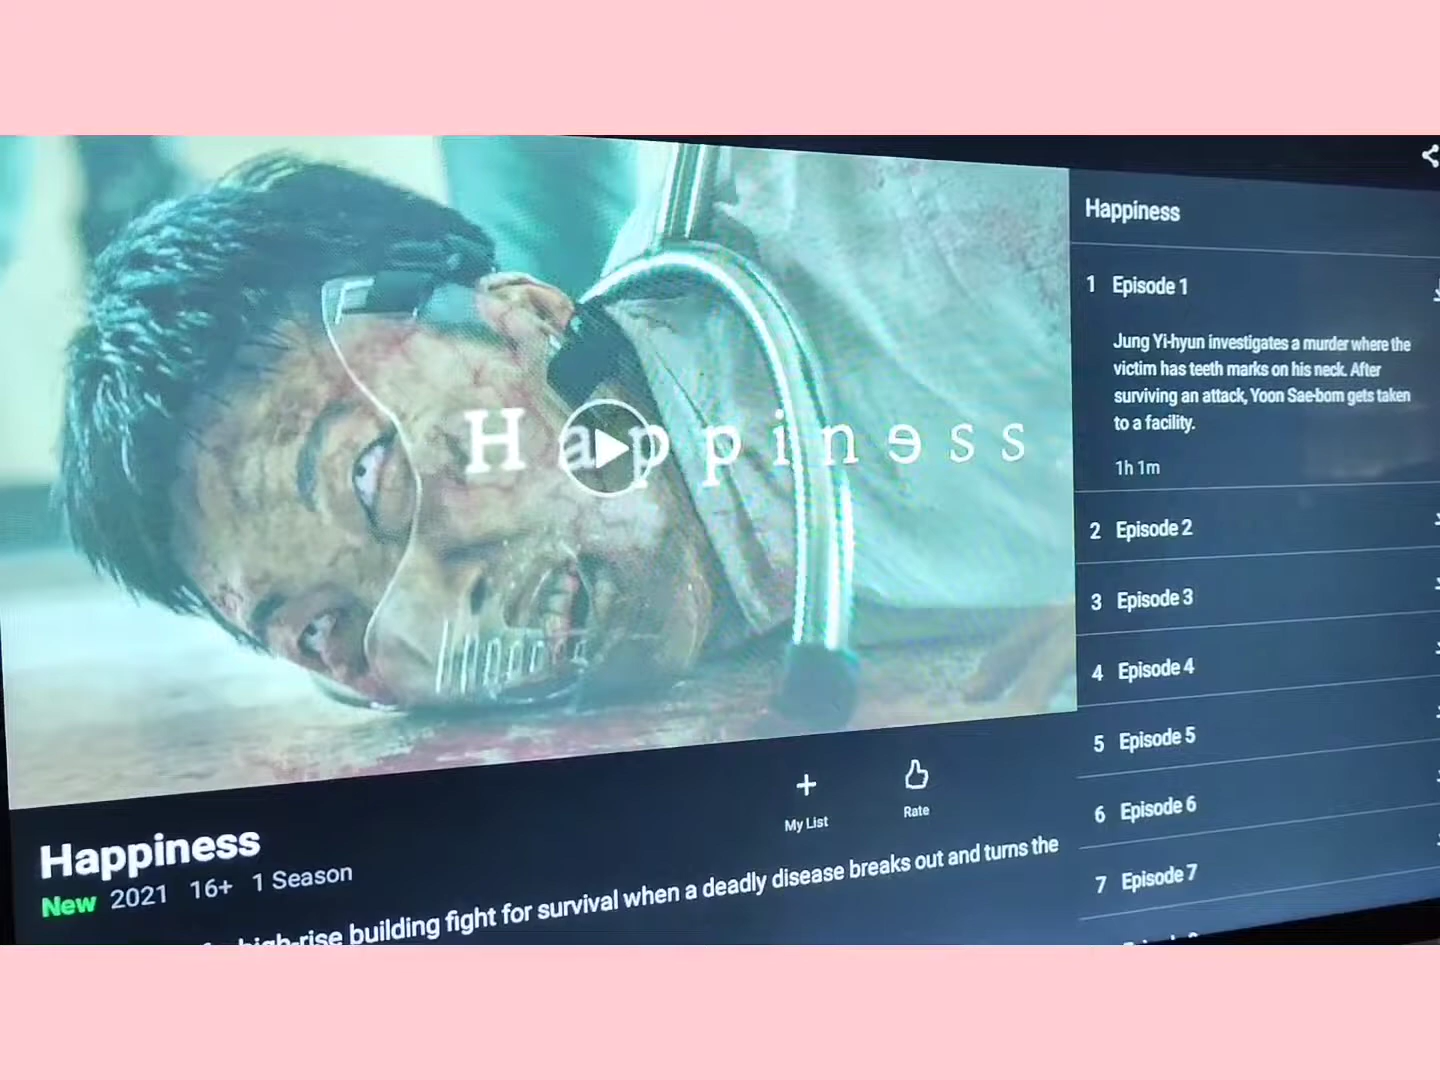 Happinɘss
Happiness
New 2021 16+ 1 Season
high-rise building fight for survival when a deadly disease breaks out and turns the
My List
Rate
Happiness
1 Episode 1
Jung Yi-hyun investigates a murder where the
victim has teeth marks on his neck. After
surviving an attack, Yoon Sae-bom gets taken
to a facility.
1h 1m
2 Episode 2
3 Episode 3
4 Episode 4
5 Episode 5
6 Episode 6
7 Episode 7